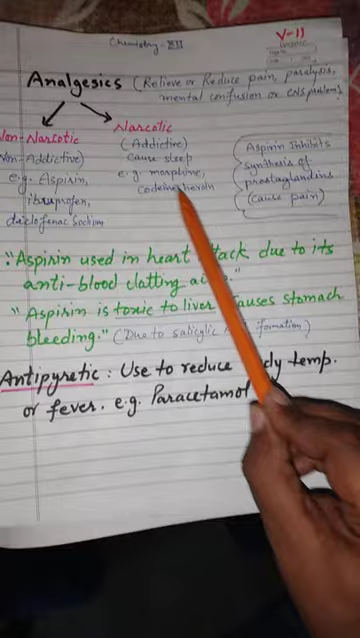 Chemistry-XII
V-11
Analgesics (Relieve or Reduce pain, paralysis,
mental confusion or CNS problem)
Non-Narcotic
(Non-Addictive)
e.g. Aspirin,
ibuprofen,
diclofenac Sodium
Narcotic
(Addictive)
Cause sleep
e.g. morphine,
Codeine, heroin
Aspirin Inhibits
synthesis of
prostaglandins
(cause pain)
"Aspirin used in heart attack due to its
anti-blood clotting
"Aspirin is toxic to liver Causes stomach
bleeding." (Due to salicylic formation)
Antipyretic : Use to reduce temp.
or fever. e.g. Paracetamol